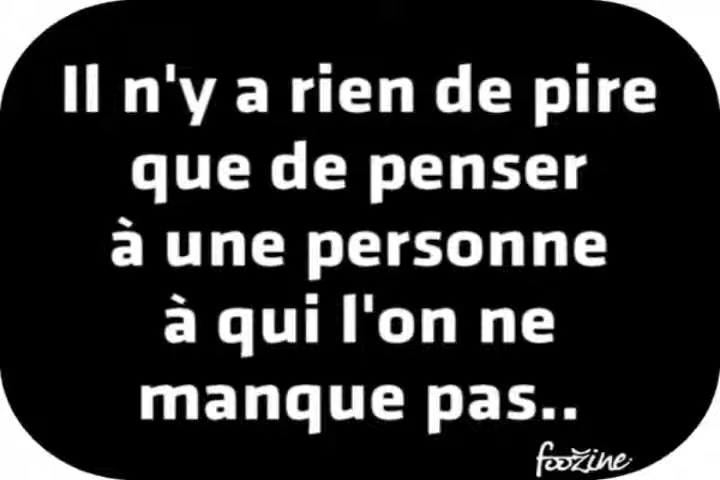 Il n'y a rien de pire
que de penser
à une personne
à qui l'on ne
manque pas..
foozine